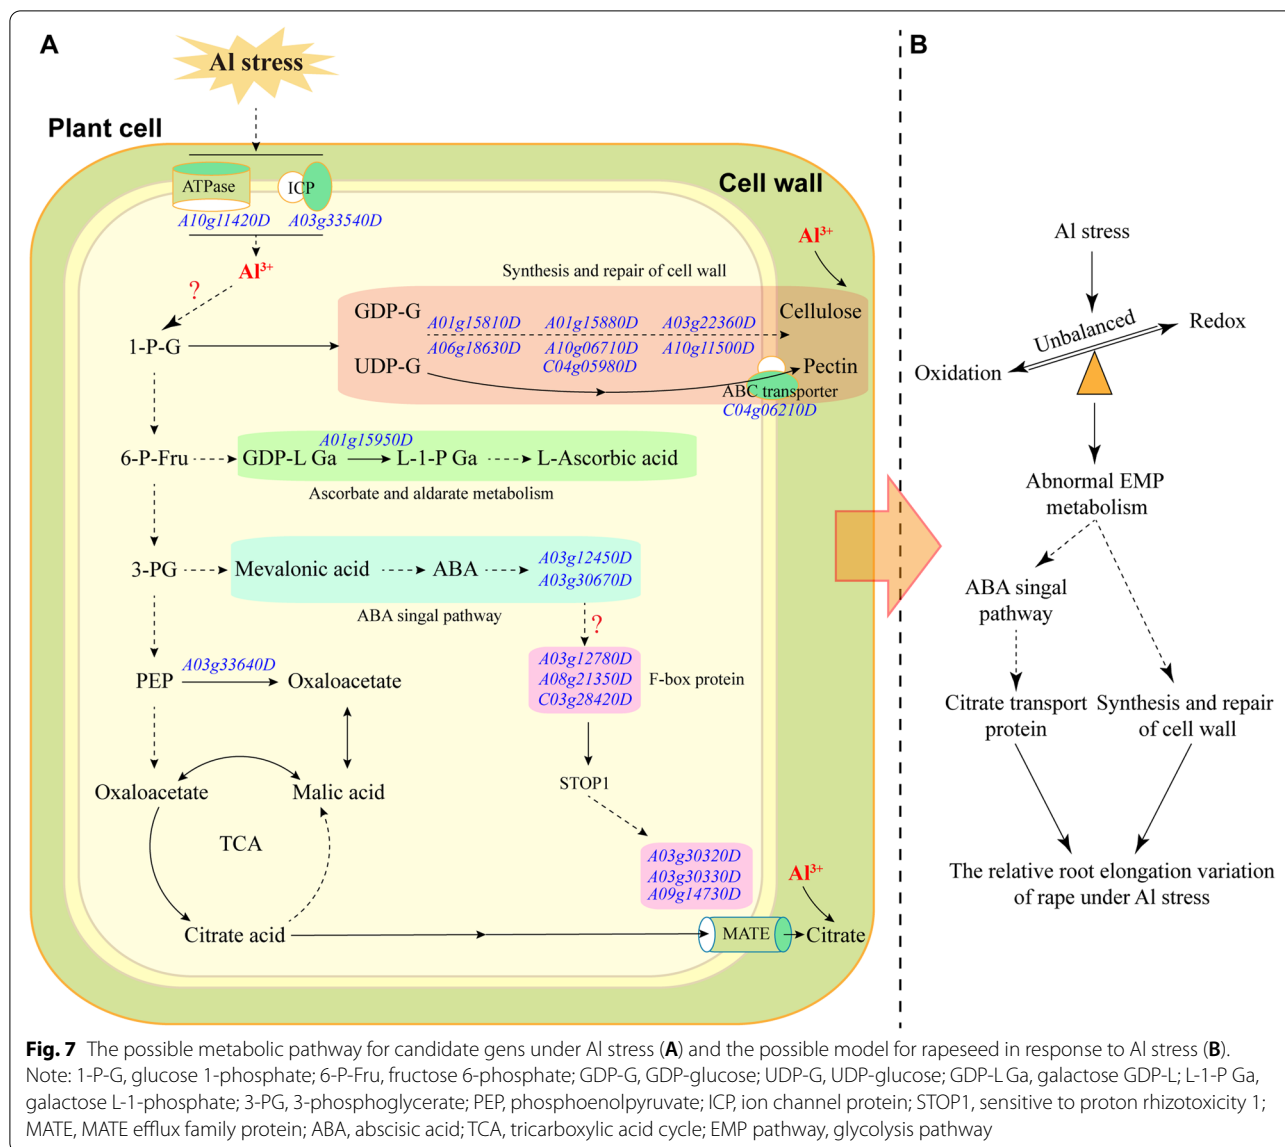 A
B
Al stress
Plant cell
Cell wall
ATPase
ICP
A10g11420D
A03g33540D
Al³⁺
?
Al³⁺
Synthesis and repair of cell wall
GDP-G
A01g15810D
A01g15880D
A03g22360D
Cellulose
1-P-G
A06g18630D
A10g06710D
A10g11500D
C04g05980D
UDP-G
Pectin
ABC transporter
C04g06210D
A01g15950D
6-P-Fru
GDP-L Ga
L-1-P Ga
L-Ascorbic acid
Ascorbate and aldarate metabolism
3-PG
Mevalonic acid
ABA
A03g12450D
A03g30670D
ABA singal pathway
?
A03g12780D
A08g21350D
C03g28420D
F-box protein
PEP
A03g33640D
Oxaloacetate
STOP1
Oxaloacetate
Malic acid
TCA
A03g30320D
A03g30330D
A09g14730D
Al³⁺
Citrate acid
MATE
Citrate
Al stress
Unbalanced
Redox
Oxidation
Abnormal EMP
metabolism
ABA singal
pathway
Citrate transport
protein
Synthesis and repair
of cell wall
The relative root elongation variation
of rape under Al stress
Fig. 7 The possible metabolic pathway for candidate gens under Al stress (A) and the possible model for rapeseed in response to Al stress (B).
Note: 1-P-G, glucose 1-phosphate; 6-P-Fru, fructose 6-phosphate; GDP-G, GDP-glucose; UDP-G, UDP-glucose; GDP-L Ga, galactose GDP-L; L-1-P Ga,
galactose L-1-phosphate; 3-PG, 3-phosphoglycerate; PEP, phosphoenolpyruvate; ICP, ion channel protein; STOP1, sensitive to proton rhizotoxicity 1;
MATE, MATE efflux family protein; ABA, abscisic acid; TCA, tricarboxylic acid cycle; EMP pathway, glycolysis pathway